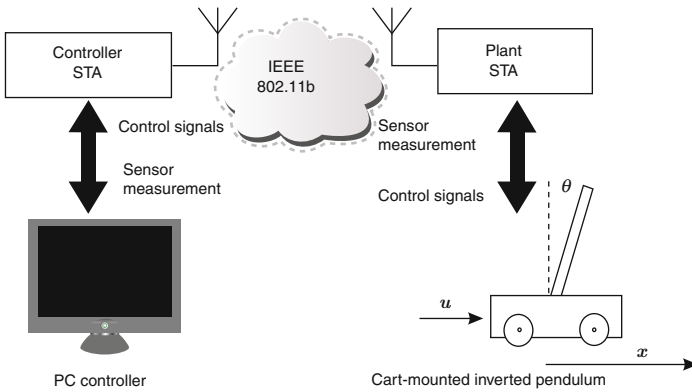 Controller
STA
IEEE
802.11b
Plant
STA
Control signals
Sensor
measurement
Sensor
measurement
Control signals
θ
u
x
PC controller
Cart-mounted inverted pendulum